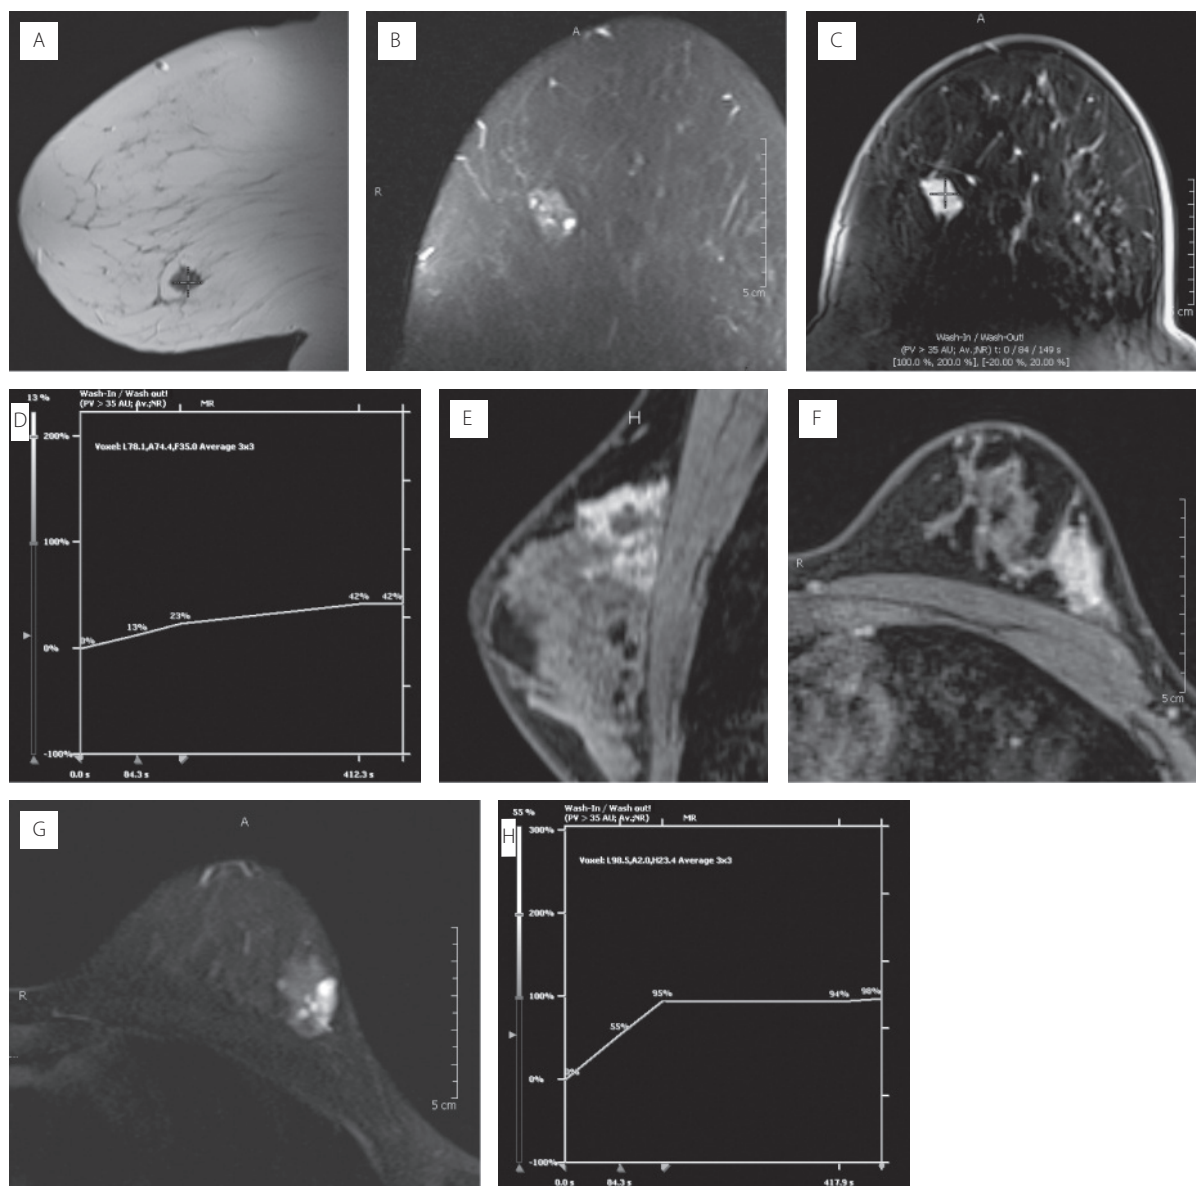 A
B
A
R
5 cm
C
A
cm
Wash-In / Wash-Out!
(PV > 35 AU; Av.;NR) t: 0 / 84 / 149 s
[100.0 %, 200.0 %], [-20.00 %, 20.00 %]
D
13 %
Wash-In / Wash out!
(PV > 35 AU; Av.;NR) MR
Voxel: L78.1,A74.4,F35.0 Average 3x3
200%
100%
0%
-100%
0%
13%
23%
42%
42%
0.0 s
84.3 s
412.3 s
E
H
F
R
5 cm
G
A
R
5 cm
H
55 %
Wash-In / Wash out!
(PV > 35 AU; Av.;NR) MR
Voxel: L98.5,A2.0,H23.4 Average 3x3
300%
200%
100%
0%
-100%
0%
55%
95%
94%
98%
0.0 s
84.3 s
417.9 s